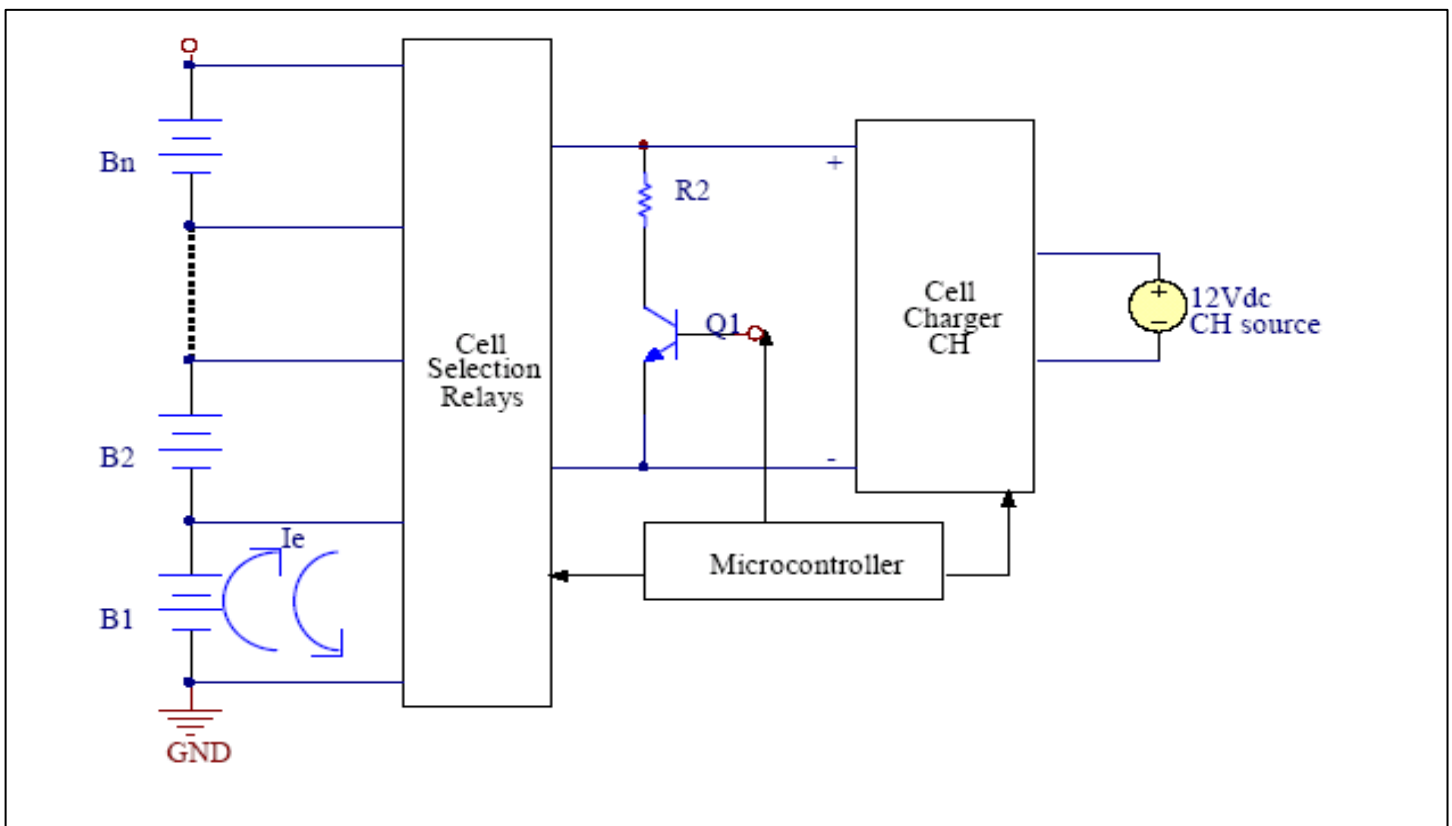 Bn
R2
+
Cell
Charger
CH
+
-
12Vdc
CH source
Q1
Cell
Selection
Relays
B2
-
Ie
Microcontroller
B1
GND